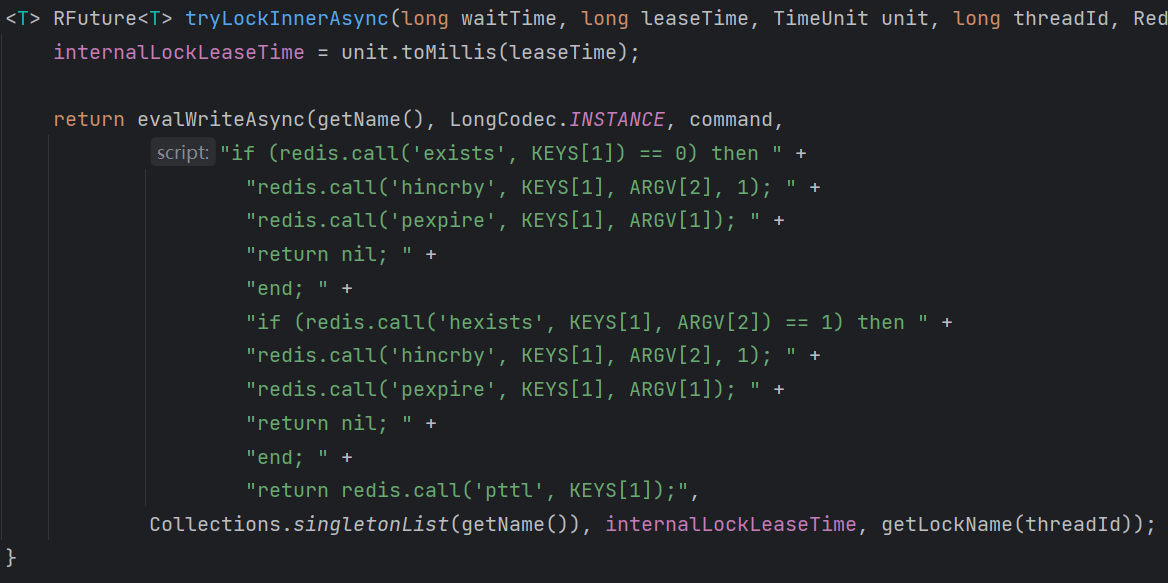 <T> RFuture<T> tryLockInnerAsync(long waitTime, long leaseTime, TimeUnit unit, long threadId, Red
internalLockLeaseTime = unit.toMillis(leaseTime);
return evalWriteAsync(getName(), LongCodec.INSTANCE, command,
script: "if (redis.call('exists', KEYS[1]) == 0) then " +
"redis.call('hincrby', KEYS[1], ARGV[2], 1); " +
"redis.call('pexpire', KEYS[1], ARGV[1]); " +
"return nil; " +
"end; " +
"if (redis.call('hexists', KEYS[1], ARGV[2]) == 1) then " +
"redis.call('hincrby', KEYS[1], ARGV[2], 1); " +
"redis.call('pexpire', KEYS[1], ARGV[1]); " +
"return nil; " +
"end; " +
"return redis.call('pttl', KEYS[1]);",
Collections.singletonList(getName()), internalLockLeaseTime, getLockName(threadId));
}